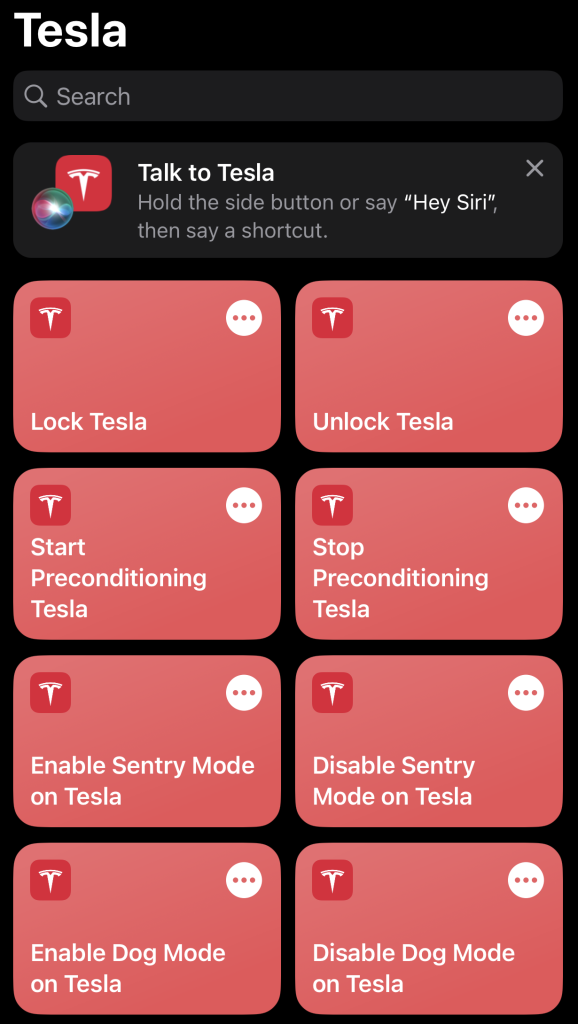 Tesla
Search
Talk to Tesla
Hold the side button or say “Hey Siri”,
then say a shortcut.
Lock Tesla
Unlock Tesla
Start
Preconditioning
Tesla
Stop
Preconditioning
Tesla
Enable Sentry Mode
on Tesla
Disable Sentry
Mode on Tesla
Enable Dog Mode
on Tesla
Disable Dog Mode
on Tesla